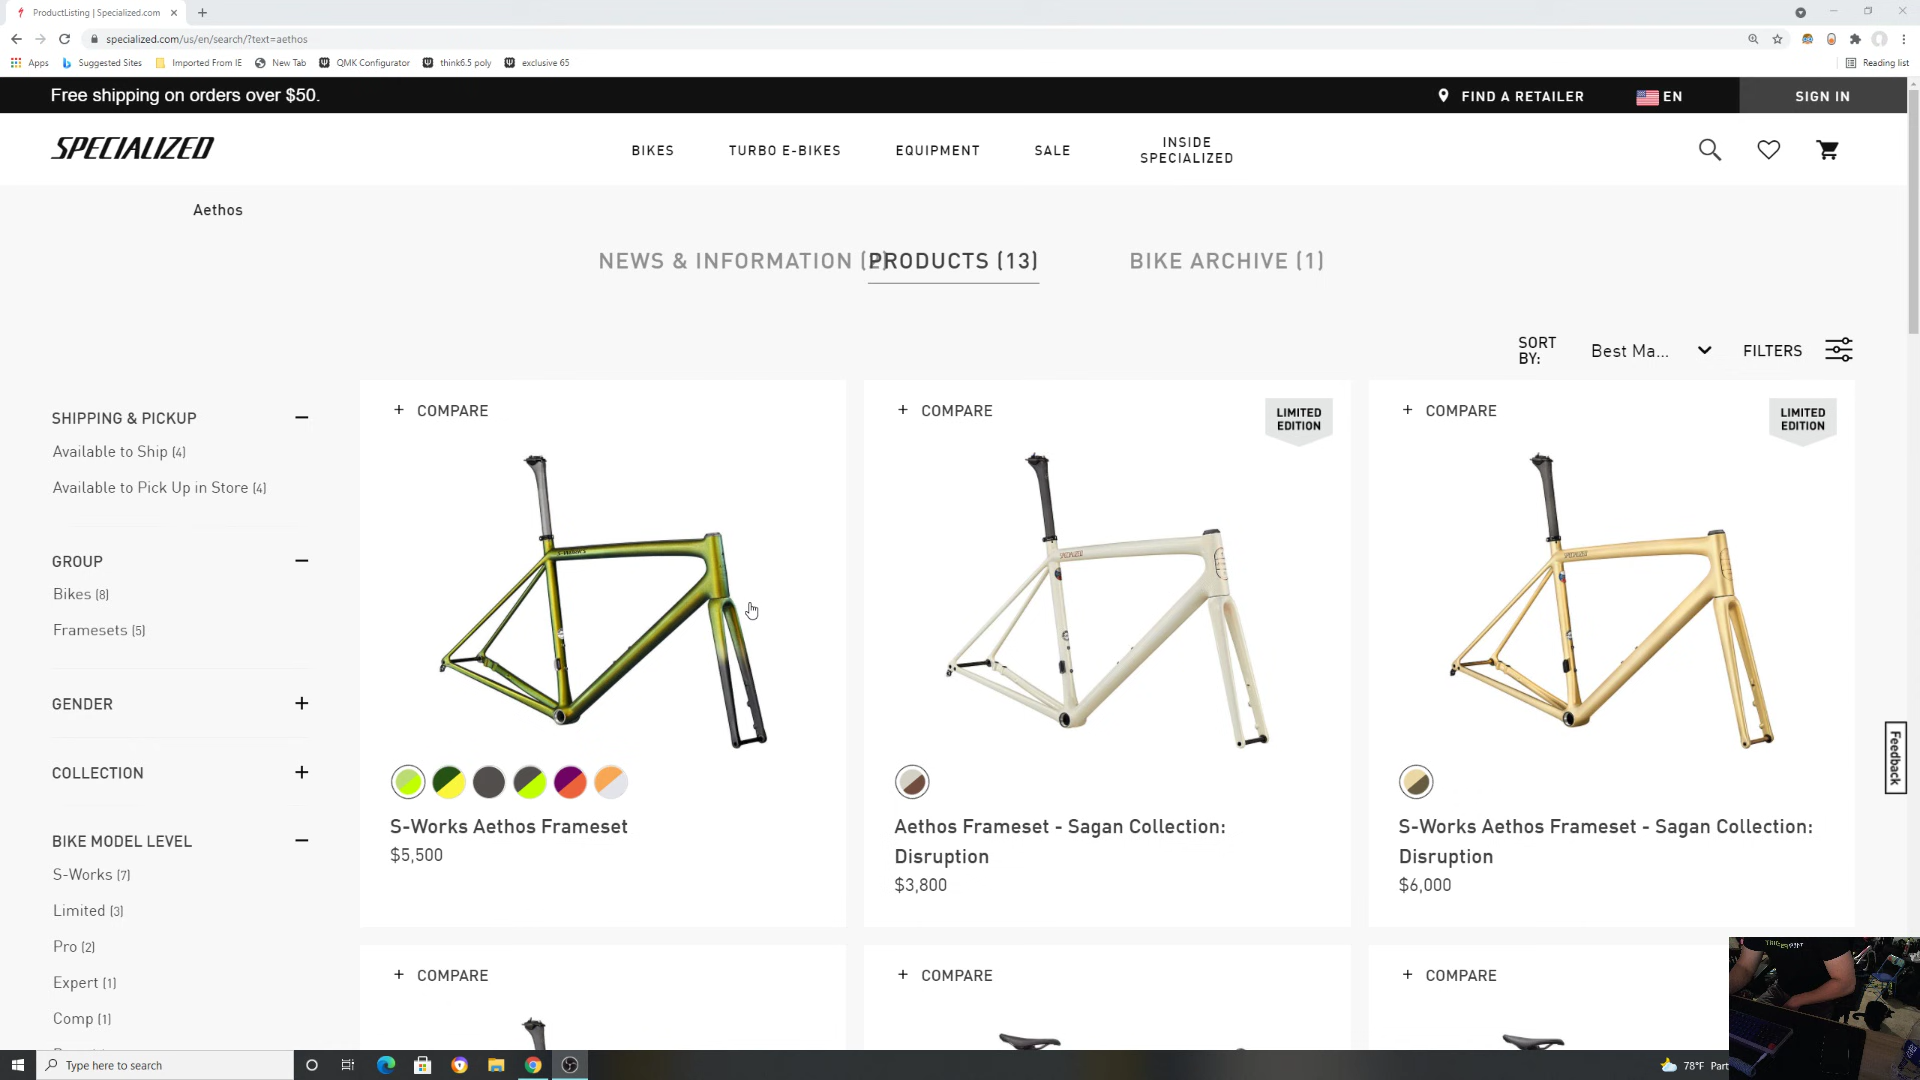 ProductListing | Specialized.com
specialized.com/us/en/search/?text=aethos
Apps Suggested Sites Imported From IE New Tab QMK Configurator think6.5 poly exclusive 65 Reading list
Free shipping on orders over $50. FIND A RETAILER EN SIGN IN
SPECIALIZED BIKES TURBO E-BIKES EQUIPMENT SALE INSIDE
SPECIALIZED
Aethos
NEWS & INFORMATION PRODUCTS (13) BIKE ARCHIVE (1)
SORT
BY: Best Ma... FILTERS
SHIPPING & PICKUP
Available to Ship (4)
Available to Pick Up in Store (4)
GROUP
Bikes (8)
Framesets (5)
GENDER
COLLECTION
BIKE MODEL LEVEL
S-Works (7)
Limited (3)
Pro (2)
Expert (1)
Comp (1)
+ COMPARE
S-Works Aethos Frameset
$5,500
+ COMPARE
LIMITED
EDITION
Aethos Frameset - Sagan Collection:
Disruption
$3,800
+ COMPARE
LIMITED
EDITION
S-Works Aethos Frameset - Sagan Collection:
Disruption
$6,000
+ COMPARE
+ COMPARE
+ COMPARE
Feedback
Type here to search
78°F Part